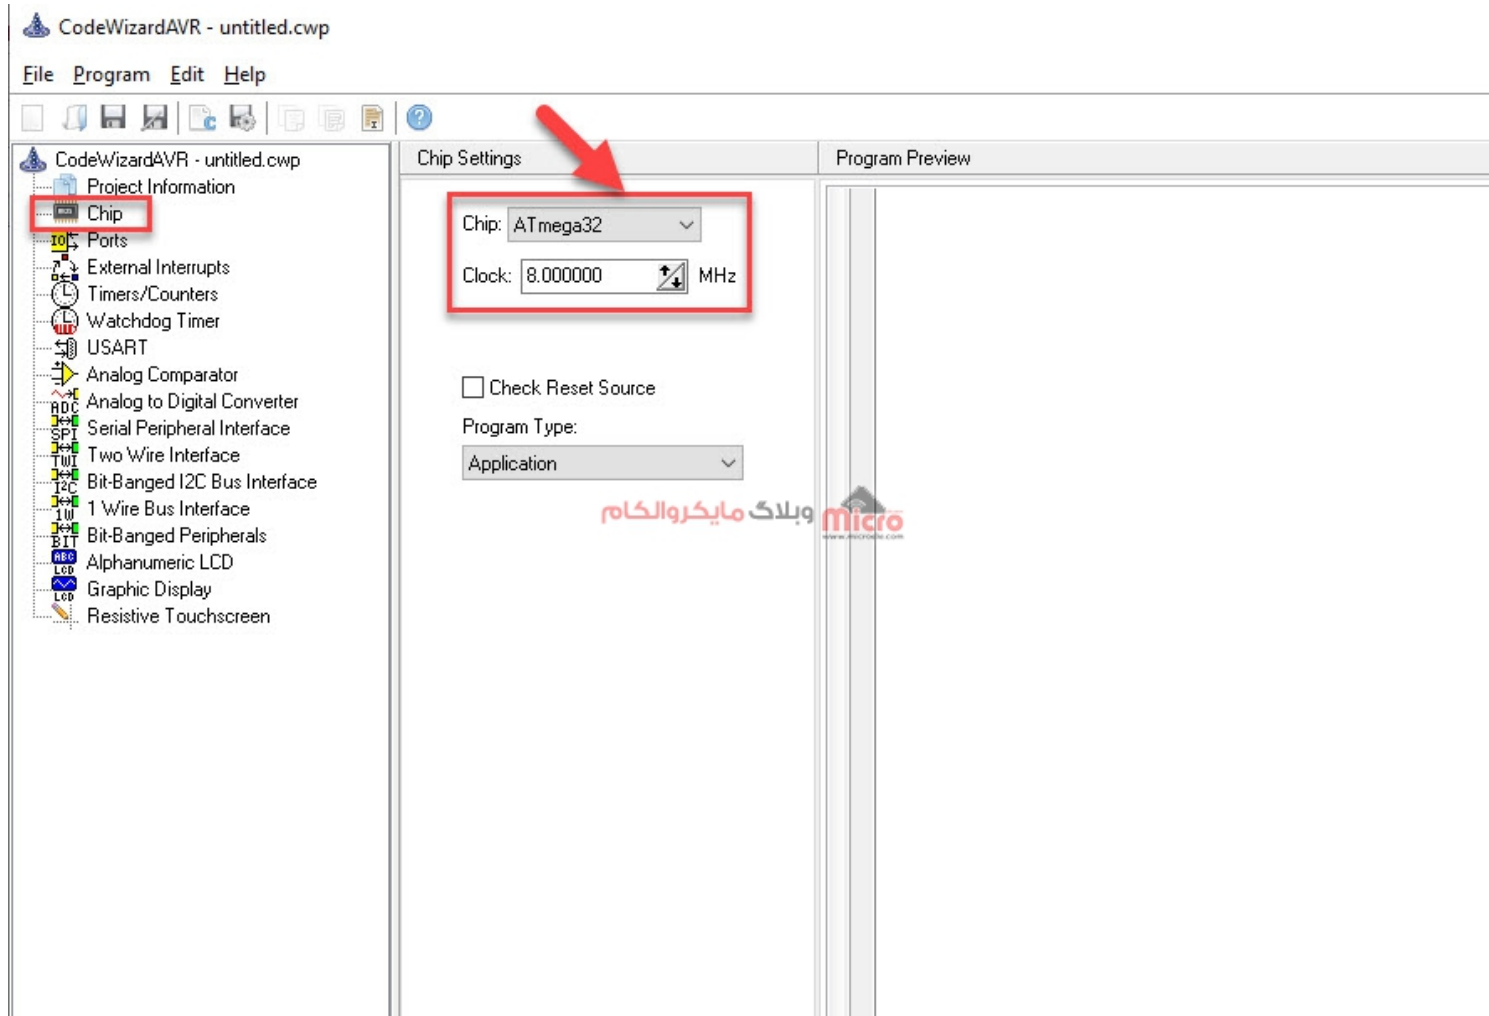 CodeWizardAVR - untitled.cwp
File Program Edit Help
CodeWizardAVR - untitled.cwp
Project Information
Chip
Ports
External Interrupts
Timers/Counters
Watchdog Timer
USART
Analog Comparator
Analog to Digital Converter
Serial Peripheral Interface
Two Wire Interface
Bit-Banged I2C Bus Interface
1 Wire Bus Interface
Bit-Banged Peripherals
Alphanumeric LCD
Graphic Display
Resistive Touchscreen
Chip Settings
Chip: ATmega32
Clock: 8.000000 MHz
Check Reset Source
Program Type:
Application
وبلاگ مایکروالکام
micro
Program Preview